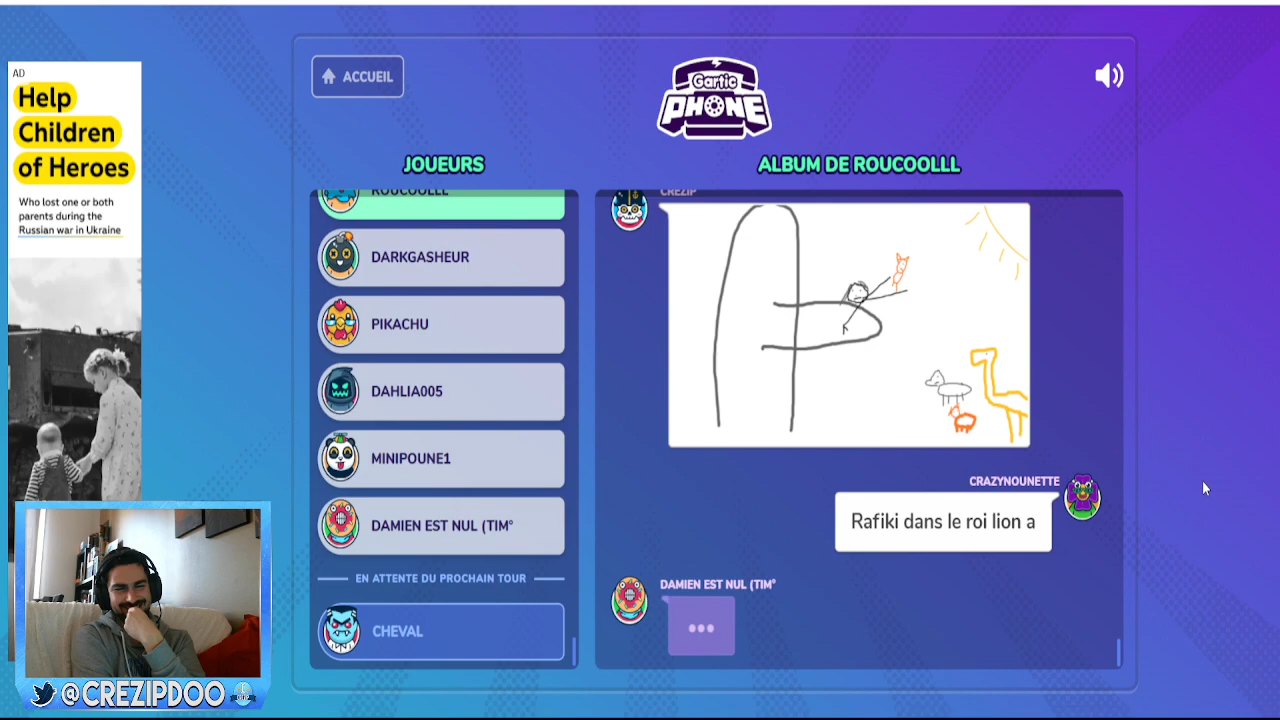 AD
Help
Children
of Heroes
Who lost one or both
parents during the
Russian war in Ukraine
ACCUEIL
Gartic
PHONE
JOUEURS
ROUCOOLLL
DARKGASHEUR
PIKACHU
DAHLIA005
MINIPOUNE1
DAMIEN EST NUL (TIM°
EN ATTENTE DU PROCHAIN TOUR
CHEVAL
ALBUM DE ROUCOOLLL
CREZIP
CRAZYNOUNETTE
Rafiki dans le roi lion a
DAMIEN EST NUL (TIM°
@CREZIPDOO